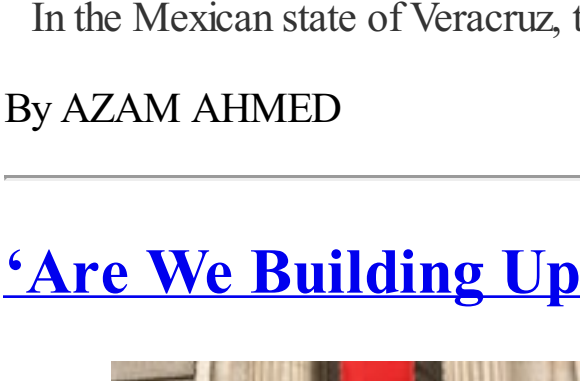 In the Mexican state of Veracruz,
By AZAM AHMED
‘Are We Building Up